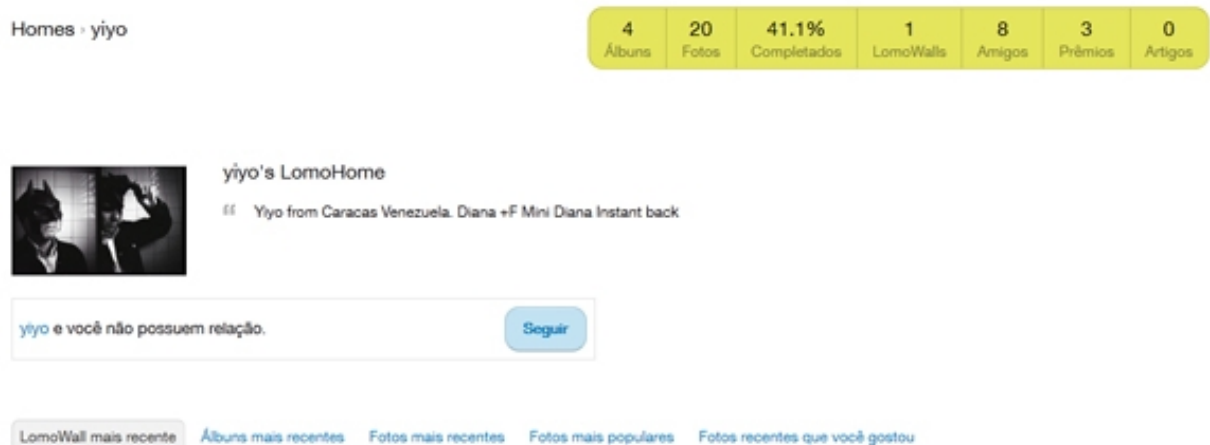 Homes › yiyo
4 20 41.1% 1 8 3 0
Álbuns Fotos Completados LomoWalls Amigos Prêmios Artigos
yiyo's LomoHome
“ Yiyo from Caracas Venezuela. Diana +F Mini Diana Instant back
yiyo e você não possuem relação. Seguir
LomoWall mais recente Álbuns mais recentes Fotos mais recentes Fotos mais populares Fotos recentes que você gostou